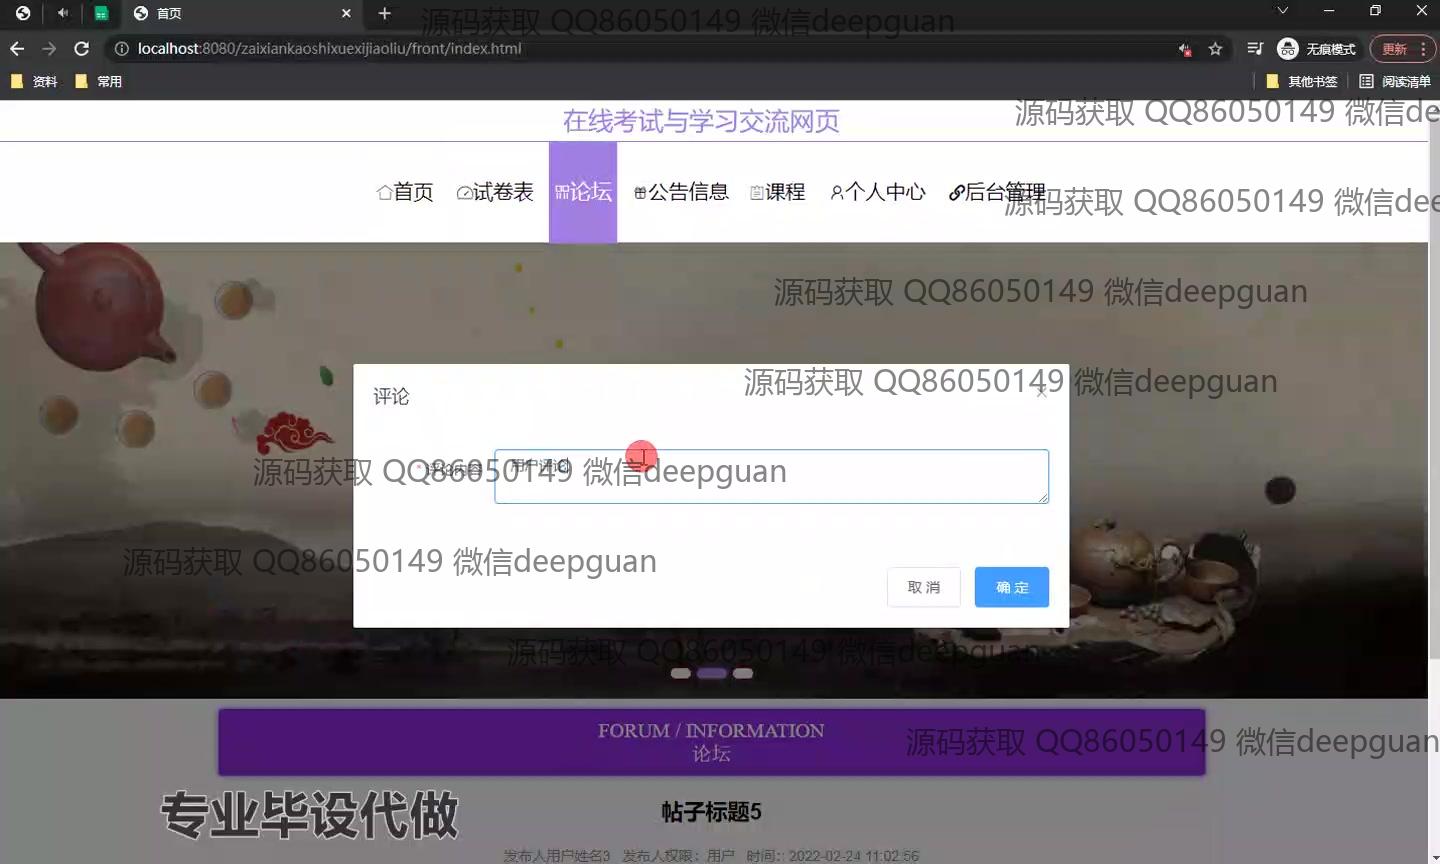 首页
源码获取 QQ86050149 微信deepguan
localhost:8080/zaixiankaoshixuexijiaoliu/front/index.html
无痕模式
更新
资料
常用
其他书签
阅读清单
在线考试与学习交流网页
源码获取 QQ86050149 微信de
首页
试卷表
论坛
公告信息
课程
个人中心
后台管理
源码获取 QQ86050149 微信dee
源码获取 QQ86050149 微信deepguan
源码获取 QQ86050149 微信deepguan
评论
* 评论内容
用户评论
源码获取 QQ86050149 微信deepguan
源码获取 QQ86050149 微信deepguan
取 消
确 定
源码获取 QQ86050149 微信deepguan
FORUM / INFORMATION
论坛
源码获取 QQ86050149 微信deepguan
专业毕设代做
帖子标题5
发布人用户姓名3 发布人权限：用户 时间：: 2022-02-24 11:02:56